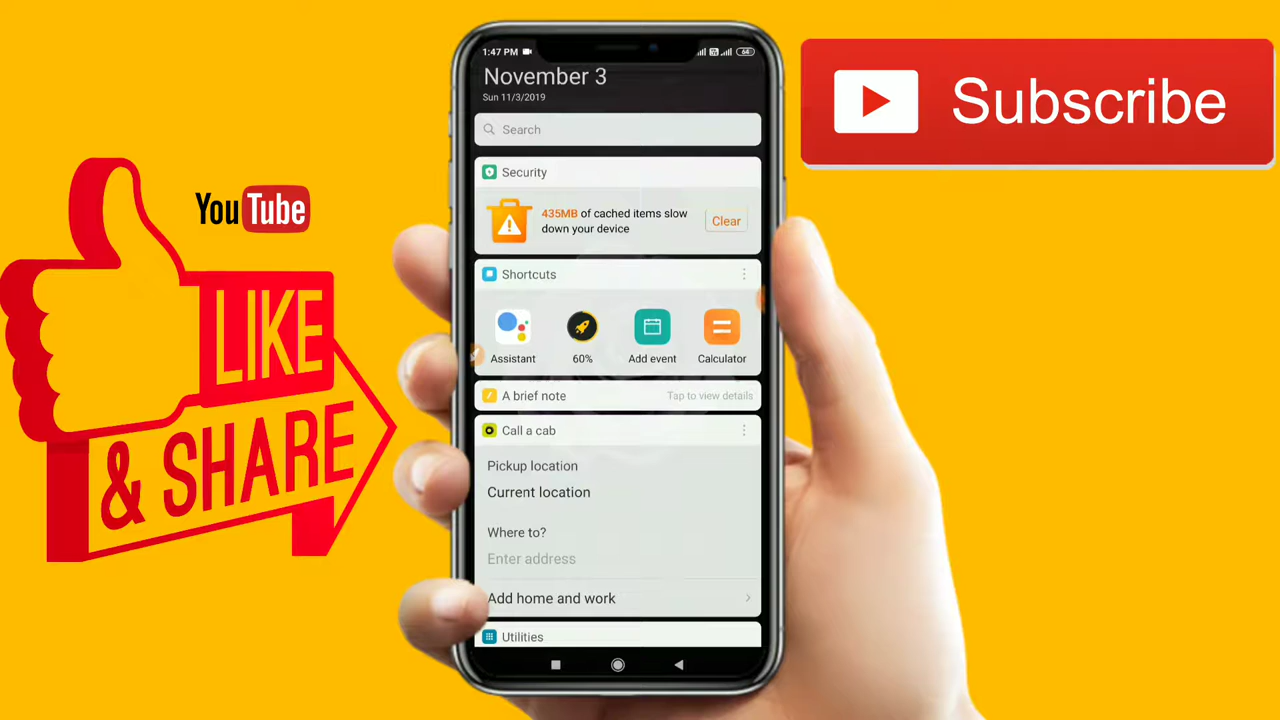 1:47 PM
64
November 3
Sun 11/3/2019
Search
Security
435MB of cached items slow
down your device
Clear
Shortcuts
Assistant
60%
Add event
Calculator
A brief note
Tap to view details
Call a cab
Pickup location
Current location
Where to?
Enter address
Add home and work
Utilities
YouTube
LIKE
& SHARE
Subscribe